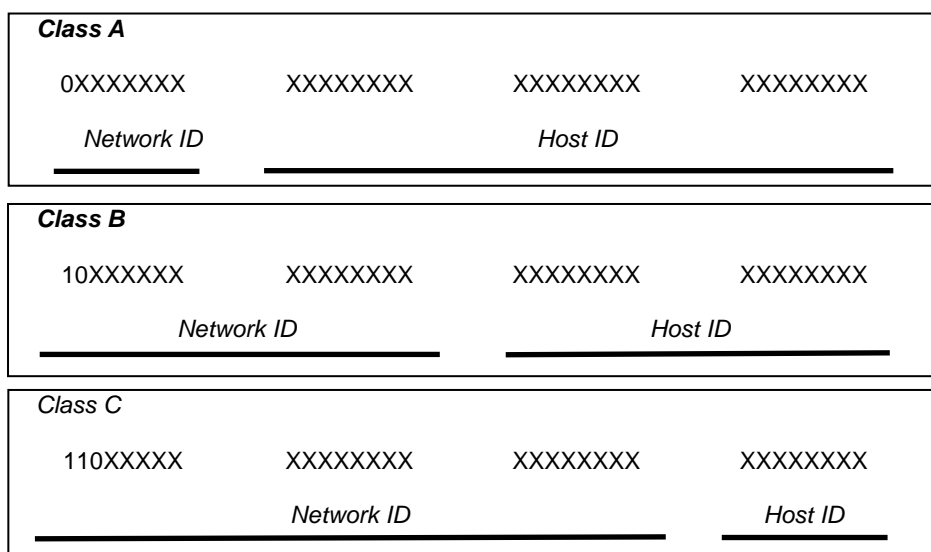 Class A
0XXXXXXX XXXXXXXX XXXXXXXX XXXXXXXX
Network ID Host ID
Class B
10XXXXXX XXXXXXXX XXXXXXXX XXXXXXXX
Network ID Host ID
Class C
110XXXXX XXXXXXXX XXXXXXXX XXXXXXXX
Network ID Host ID